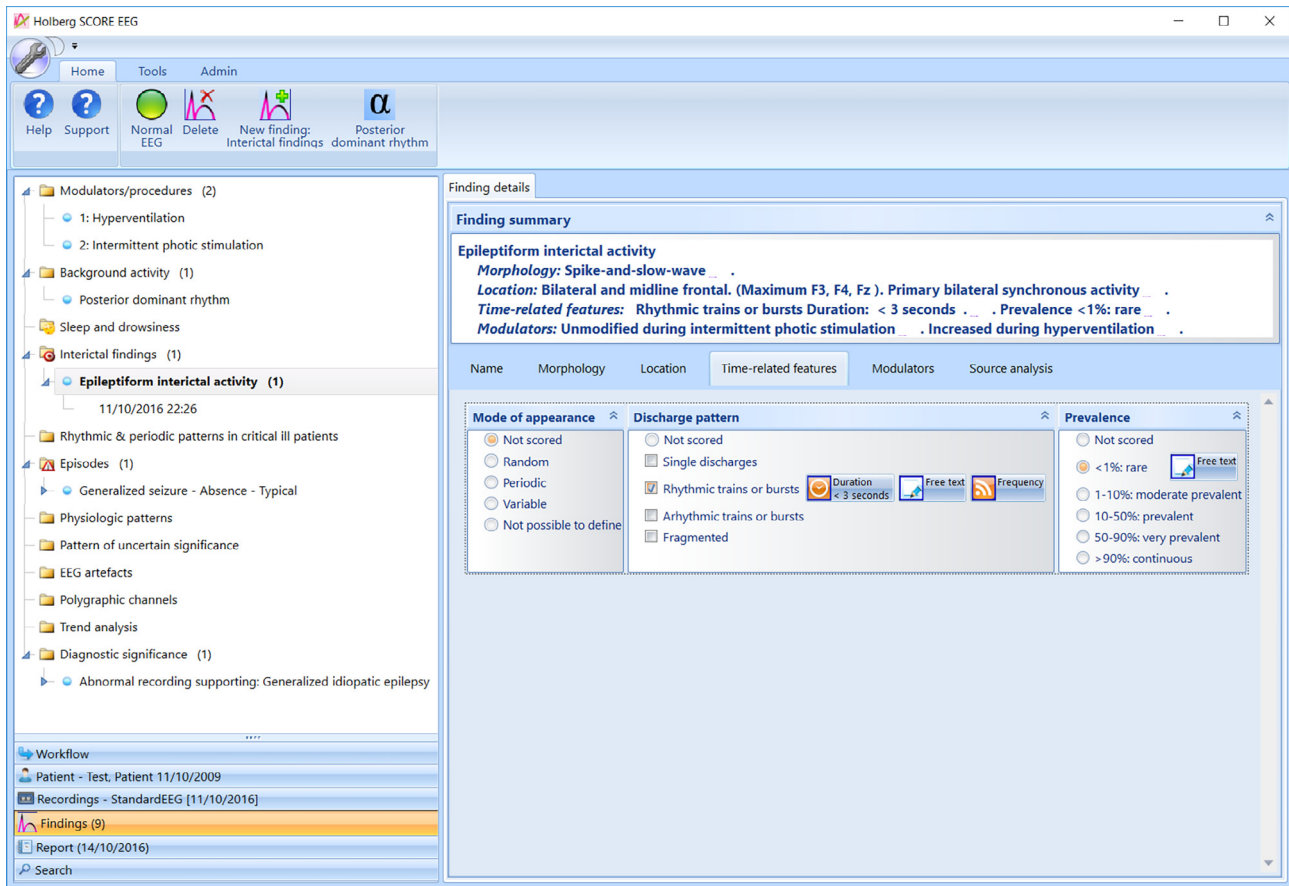 Holberg SCORE EEG
Home Tools Admin
Help Support Normal EEG Delete New finding: Interictal findings Posterior dominant rhythm
α
Modulators/procedures (2)
1: Hyperventilation
2: Intermittent photic stimulation
Background activity (1)
Posterior dominant rhythm
Sleep and drowsiness
Interictal findings (1)
Epileptiform interictal activity (1)
11/10/2016 22:26
Rhythmic & periodic patterns in critical ill patients
Episodes (1)
Generalized seizure - Absence - Typical
Physiologic patterns
Pattern of uncertain significance
EEG artefacts
Polygraphic channels
Trend analysis
Diagnostic significance (1)
Abnormal recording supporting: Generalized idiopatic epilepsy
Workflow
Patient - Test, Patient 11/10/2009
Recordings - StandardEEG [11/10/2016]
Findings (9)
Report (14/10/2016)
Search
Finding details
Finding summary
Epileptiform interictal activity
Morphology: Spike-and-slow-wave __ .
Location: Bilateral and midline frontal. (Maximum F3, F4, Fz ). Primary bilateral synchronous activity __ .
Time-related features: Rhythmic trains or bursts Duration: < 3 seconds . __ . Prevalence <1%: rare __ .
Modulators: Unmodified during intermittent photic stimulation __ . Increased during hyperventilation __ .
Name Morphology Location Time-related features Modulators Source analysis
Mode of appearance
Not scored
Random
Periodic
Variable
Not possible to define
Discharge pattern
Not scored
Single discharges
Rhythmic trains or bursts Duration < 3 seconds Free text Frequency
Arhythmic trains or bursts
Fragmented
Prevalence
Not scored
<1%: rare Free text
1-10%: moderate prevalent
10-50%: prevalent
50-90%: very prevalent
>90%: continuous